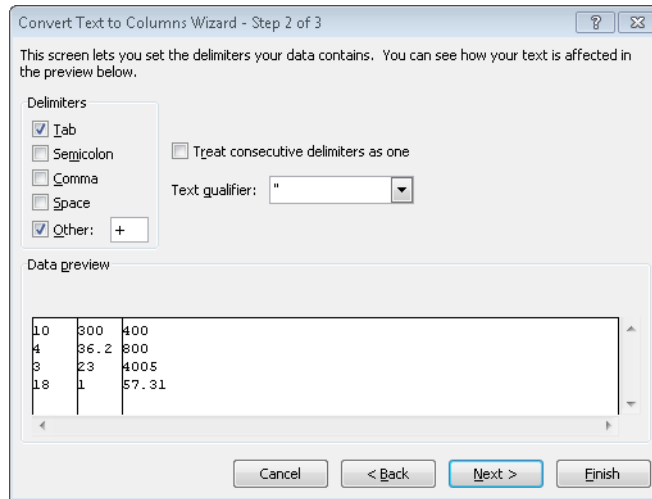 Convert Text to Columns Wizard - Step 2 of 3
This screen lets you set the delimiters your data contains. You can see how your text is affected in
the preview below.
Delimiters
Tab
Semicolon
Comma
Space
Other: +
Treat consecutive delimiters as one
Text qualifier: "
Data preview
10 300 400
4 36.2 800
3 23 4005
18 1 57.31
Cancel < Back Next > Finish